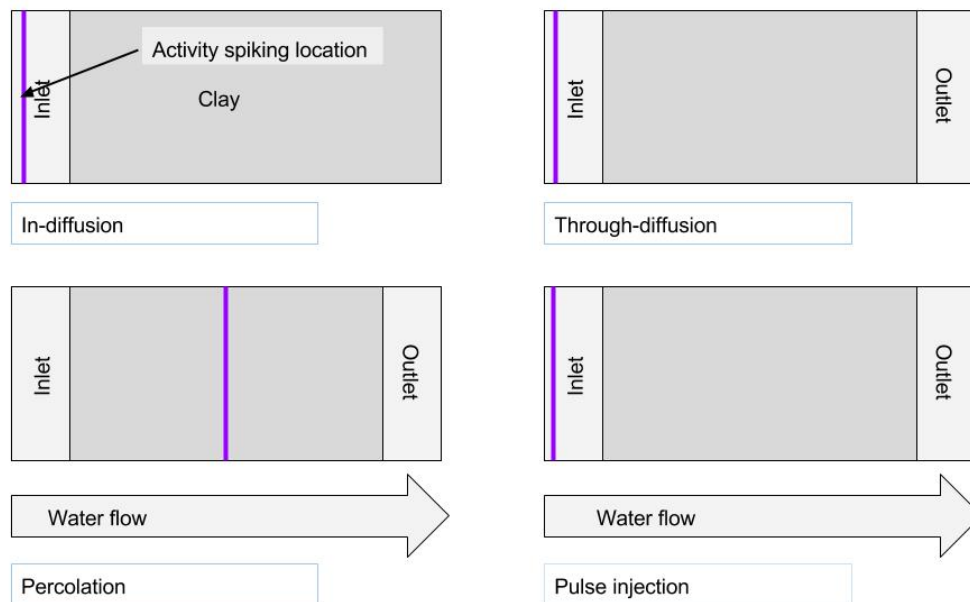 Activity spiking location
Inlet
Clay
In-diffusion
Inlet
Outlet
Through-diffusion
Inlet
Outlet
Water flow
Percolation
Inlet
Outlet
Water flow
Pulse injection